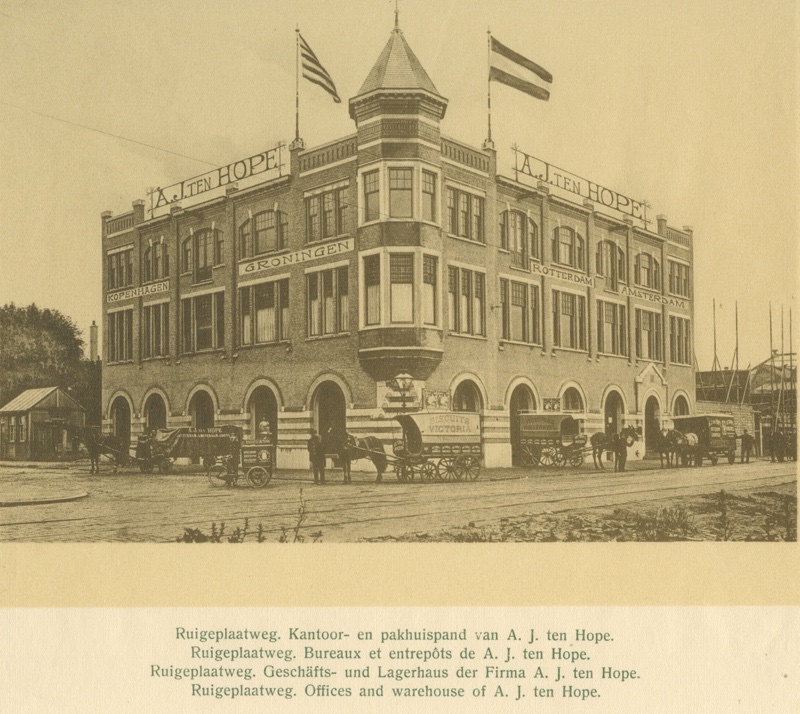 A. J. TEN HOPE
A. J. TEN HOPE
GRONINGEN
KOPENHAGEN
ROTTERDAM
AMSTERDAM
BISCUITS
VICTORIA
HOPE
Ruigeplaatweg. Kantoor- en pakhuispand van A. J. ten Hope.
Ruigeplaatweg. Bureaux et entrepôts de A. J. ten Hope.
Ruigeplaatweg. Geschäfts- und Lagerhaus der Firma A. J. ten Hope.
Ruigeplaatweg. Offices and warehouse of A. J. ten Hope.